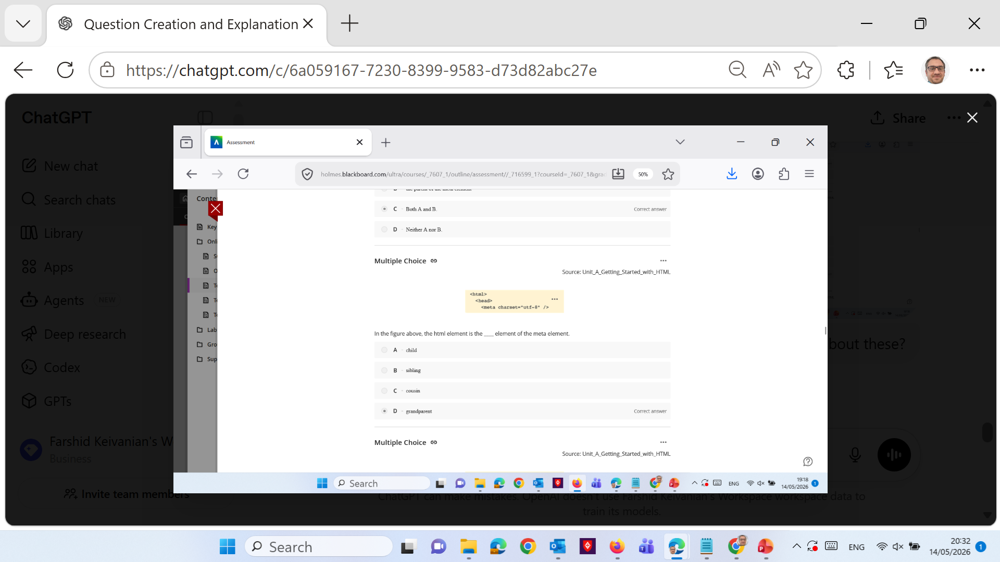 Question Creation and Explanation
https://chatgpt.com/c/6a059167-7230-8399-9583-d73d82abc27e
ChatGPT
Share
New chat
Search chats
Library
Apps
Agents NEW
Deep research
Codex
GPTs
Farshid Keivanian's W
Business
Invite team members
bout these?
Assessment
holmes.blackboard.com/ultra/courses/_7607_1/outline/assessment//_716599_1?courseId=_7607_1&grad
50%
Conte
Key
Onli
Lab
Gro
Sup
C Both A and B.
Correct answer
D Neither A nor B.
Multiple Choice
Source: Unit_A_Getting_Started_with_HTML
<html>
<head>
<meta charset="utf-8" />
In the figure above, the html element is the ____ element of the meta element.
A child
B sibling
C cousin
D grandparent
Correct answer
Multiple Choice
Source: Unit_A_Getting_Started_with_HTML
Search
ENG
19:18
14/05/2026
1
ChatGPT can make mistakes. OpenAI doesn't use Farshid Keivanian's Workspace workspace data to
train its models.
Search
ENG
20:32
14/05/2026
1